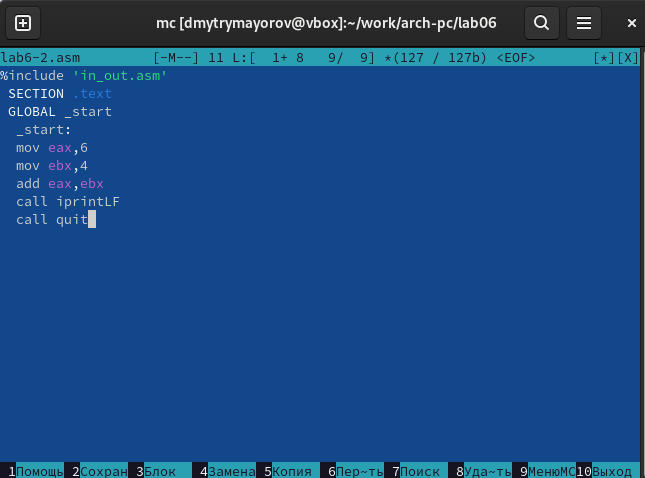 mc [dmytrymayorov@vbox]:~/work/arch-pc/lab06
lab6-2.asm [-M--] 11 L:[ 1+ 8 9/ 9] *(127 / 127b) <EOF> [*][X]
%include 'in_out.asm'
SECTION .text
GLOBAL _start
_start:
mov eax,6
mov ebx,4
add eax,ebx
call iprintLF
call quit
1Помощь 2Сохран 3Блок 4Замена 5Копия 6Пер~ть 7Поиск 8Уда~ть 9МенюMC 10Выход